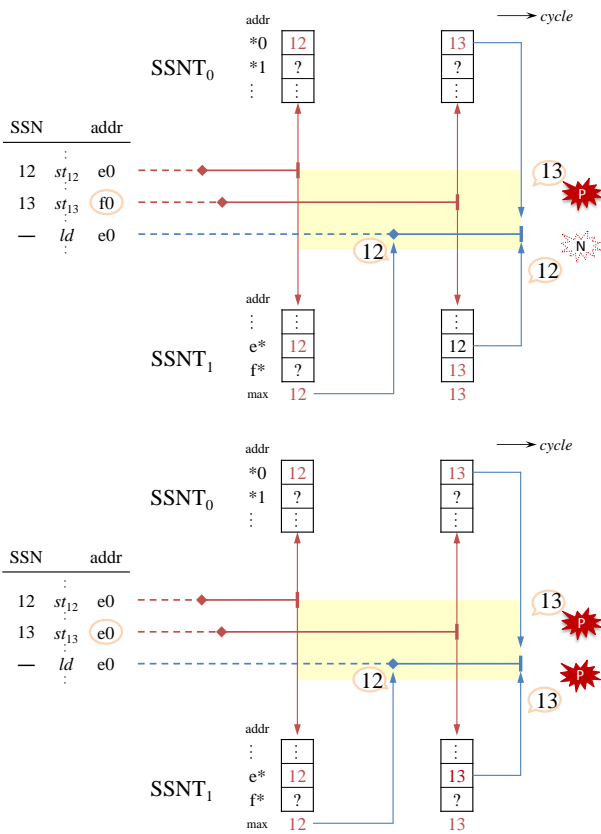 addr
cycle
*0 12 13
SSNT0 *1 ? ?
⋮ ⋮ ⋮
SSN addr
⋮
12 st12 e0 13
13 st13 f0 P
— ld e0 N
⋮ 12 12
addr
⋮ ⋮
e* 12 12
SSNT1 f* ? 13
max 12 13
addr
cycle
*0 12 13
SSNT0 *1 ? ?
⋮ ⋮ ⋮
SSN addr
⋮
12 st12 e0 13
13 st13 e0 P
— ld e0 P
⋮ 12 13
addr
⋮ ⋮ ⋮
e* 12 13
SSNT1 f* ? ?
max 12 13